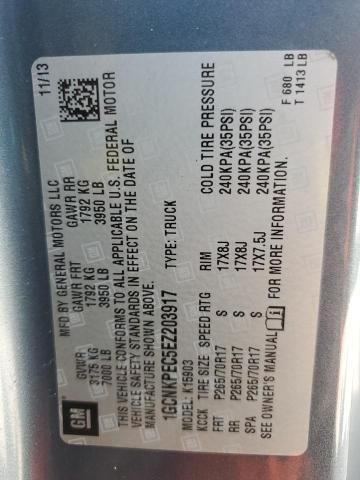 GM
MFD BY GENERAL MOTORS LLC
11/13
GVWR GAWR FRT GAWR RR
3175 KG 1792 KG 1792 KG
7000 LB 3950 LB 3950 LB
THIS VEHICLE CONFORMS TO ALL APPLICABLE U.S. FEDERAL MOTOR
VEHICLE SAFETY STANDARDS IN EFFECT ON THE DATE OF
MANUFACTURE SHOWN ABOVE.
1GCNKPEC5EZ209917 TYPE: TRUCK
MODEL: K15903
KCCK TIRE SIZE SPEED RTG RIM COLD TIRE PRESSURE
FRT P265/70R17 S 17X8J 240KPA(35PSI)
RR P265/70R17 S 17X8J 240KPA(35PSI)
SPA P265/70R17 S 17X7.5J 240KPA(35PSI)
SEE OWNER'S MANUAL FOR MORE INFORMATION.
F 680 LB
T 1413 LB